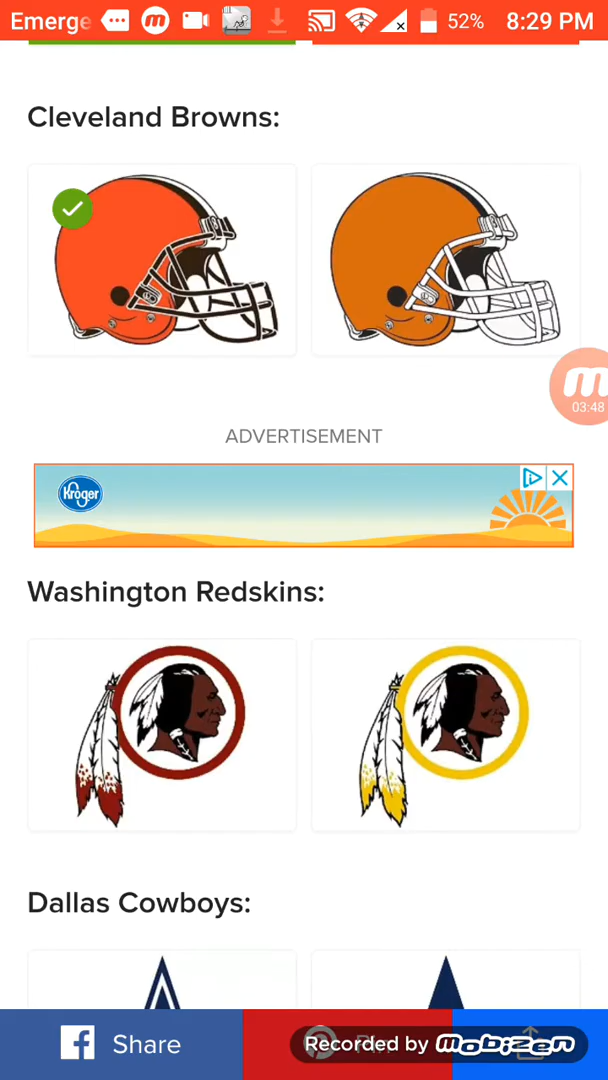 Emerge
52% 8:29 PM
Cleveland Browns:
03:48
ADVERTISEMENT
Kroger
Washington Redskins:
Dallas Cowboys:
Share
Recorded by mobizen